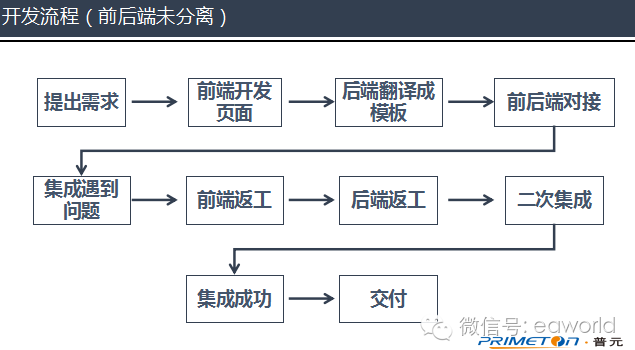 开发流程（前后端未分离）
提出需求
前端开发
页面
后端翻译成
模板
前后端对接
集成遇到
问题
前端返工
后端返工
二次集成
集成成功
交付
微信号: eaworld
PRIMETON·普元